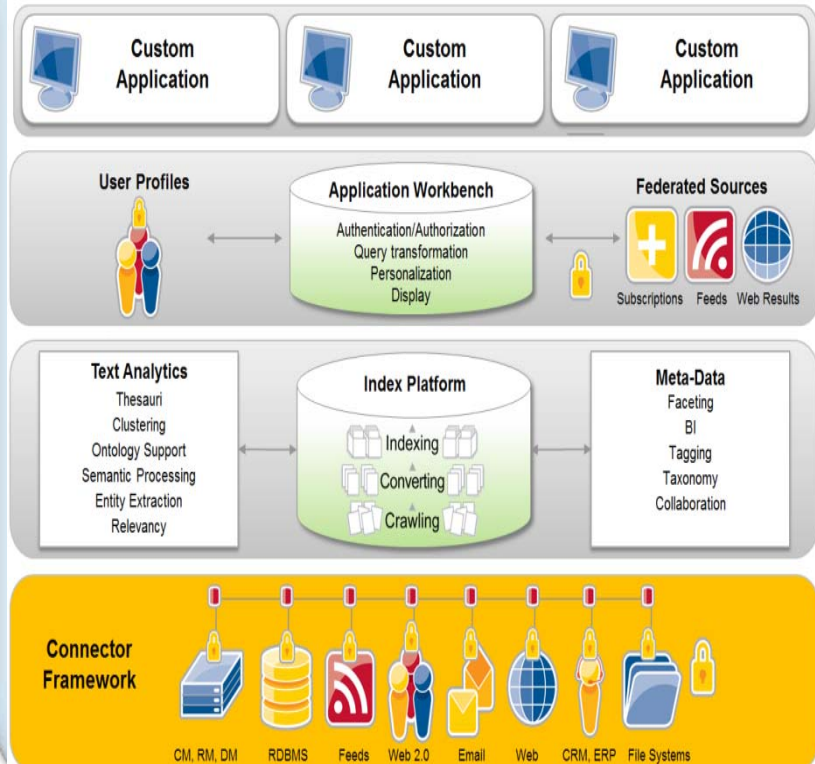 Custom
Application
Custom
Application
Custom
Application
User Profiles
Application Workbench
Authentication/Authorization
Query transformation
Personalization
Display
Federated Sources
Subscriptions
Feeds
Web Results
Text Analytics
Thesauri
Clustering
Ontology Support
Semantic Processing
Entity Extraction
Relevancy
Index Platform
Indexing
Converting
Crawling
Meta-Data
Faceting
BI
Tagging
Taxonomy
Collaboration
Connector
Framework
CM, RM, DM
RDBMS
Feeds
Web 2.0
Email
Web
CRM, ERP
File Systems